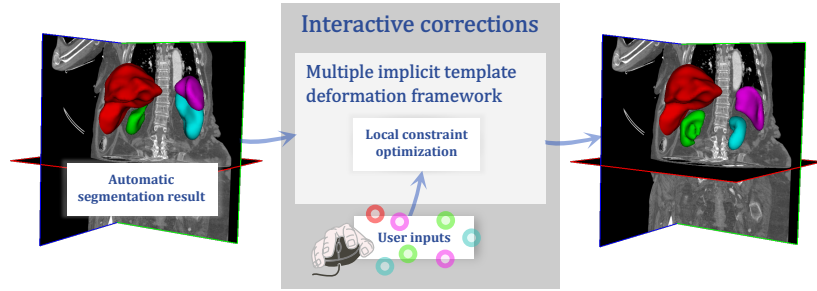 Interactive corrections
Multiple implicit template
deformation framework
Local constraint
optimization
Automatic
segmentation result
User inputs